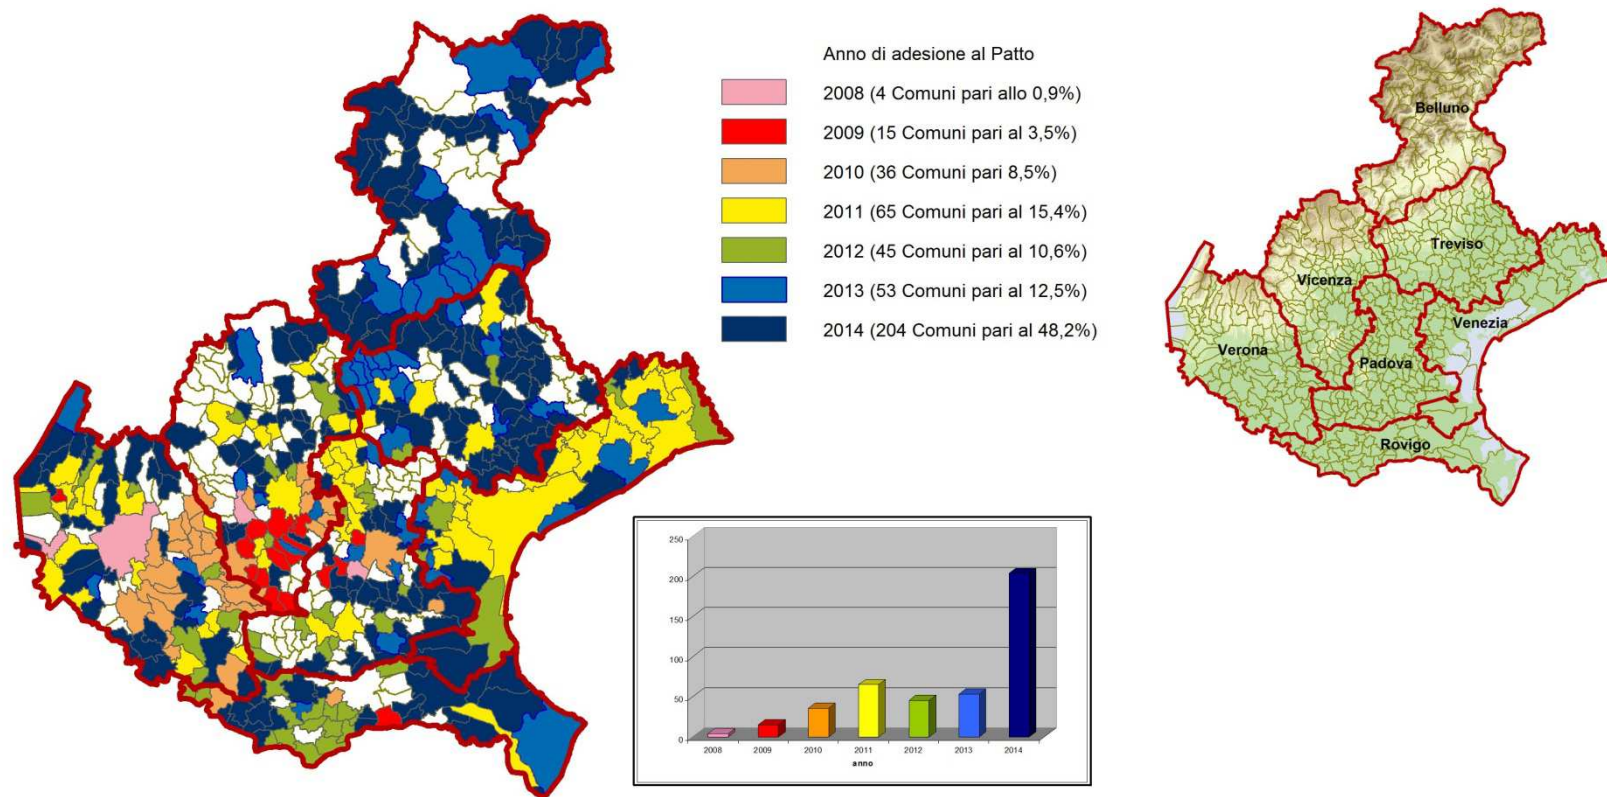 Anno di adesione al Patto
2008 (4 Comuni pari allo 0,9%)
2009 (15 Comuni pari al 3,5%)
2010 (36 Comuni pari 8,5%)
2011 (65 Comuni pari al 15,4%)
2012 (45 Comuni pari al 10,6%)
2013 (53 Comuni pari al 12,5%)
2014 (204 Comuni pari al 48,2%)
Belluno
Treviso
Vicenza
Venezia
Verona
Padova
Rovigo
250
200
150
100
50
0
2008 2009 2010 2011 2012 2013 2014
anno